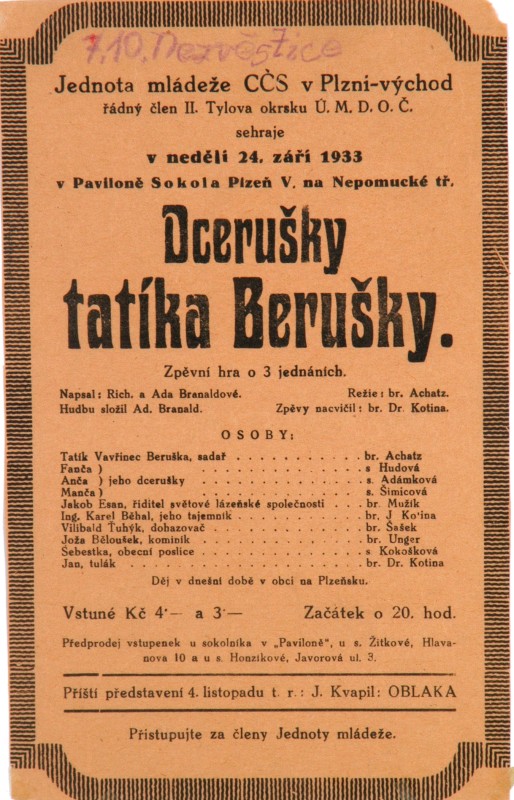 7.10. Nezvěstice
Jednota mládeže CČS v Plzni-východ
řádný člen II. Tylova okrsku Ú. M. D. O. Č.
sehraje
v neděli 24. září 1933
v Paviloně Sokola Plzeň V. na Nepomucké tř.
Dcerušky
tatíka Berušky.
Zpěvní hra o 3 jednáních.
Napsal: Rich. a Ada Branaldové. Režie: br. Achatz.
Hudbu složil Ad. Branald. Zpěvy nacvičil: br. Dr. Kotina.
OSOBY:
Tatík Vavřinec Beruška, sadař . . . . . . . . . . br. Achatz
Fanča ) . . . . . . . . . . . . . s Hudová
Anča ) jeho dcerušky . . . . . . . . . . . . . s. Adámková
Manča ) . . . . . . . . . . . . . s. Šimicová
Jakob Esan, řiditel světové lázeňské společnosti . . . br. Mužík
Ing. Karel Běhal, jeho tajemník . . . . . . . . . . br. J Ko'ina
Vilibald Ťuhýk, dohazovač . . . . . . . . . . . br. Šašek
Joža Běloušek, kominík . . . . . . . . . . . . br. Unger
Šebestka, obecní poslice . . . . . . . . . . . . s Kokošková
Jan, tulák . . . . . . . . . . . . . . . . . br. Dr. Kotina
Děj v dnešní době v obci na Plzeňsku.
Vstuné Kč 4·— a 3·— Začátek o 20. hod.
Předprodej vstupenek u sokolníka v „Paviloně“, u s. Žitkové, Hlava-
nova 10 a u s. Honzíkové, Javorová ul. 3.
Příští představení 4. listopadu t. r.: J. Kvapil: OBLAKA
Přistupujte za členy Jednoty mládeže.